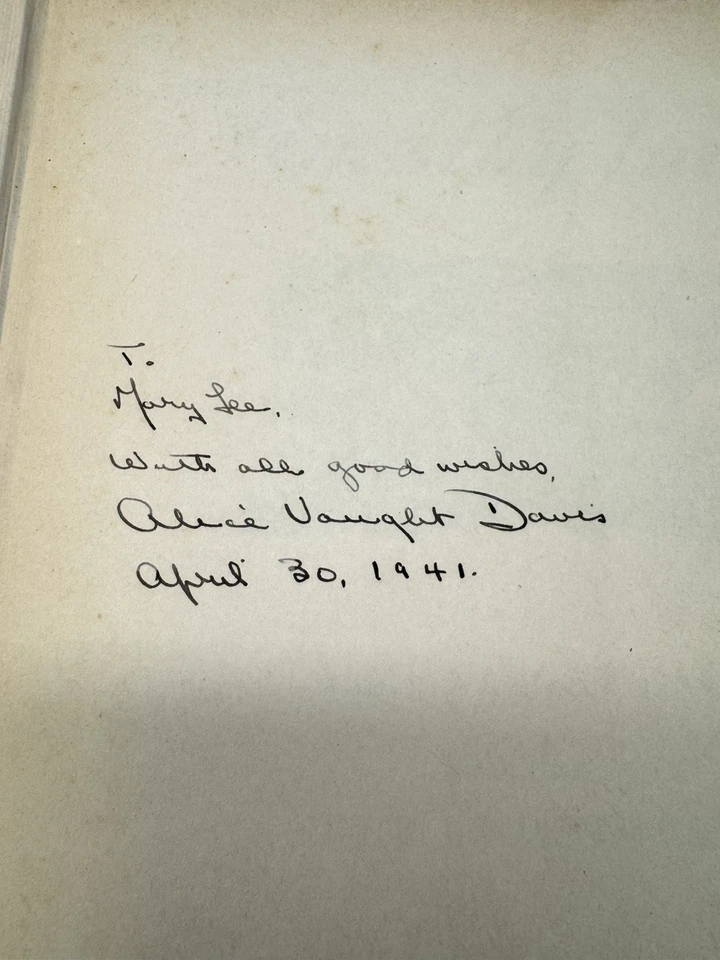 To
Mary Lee,
With all good wishes,
Alice Vaught Davis
April 30, 1941.